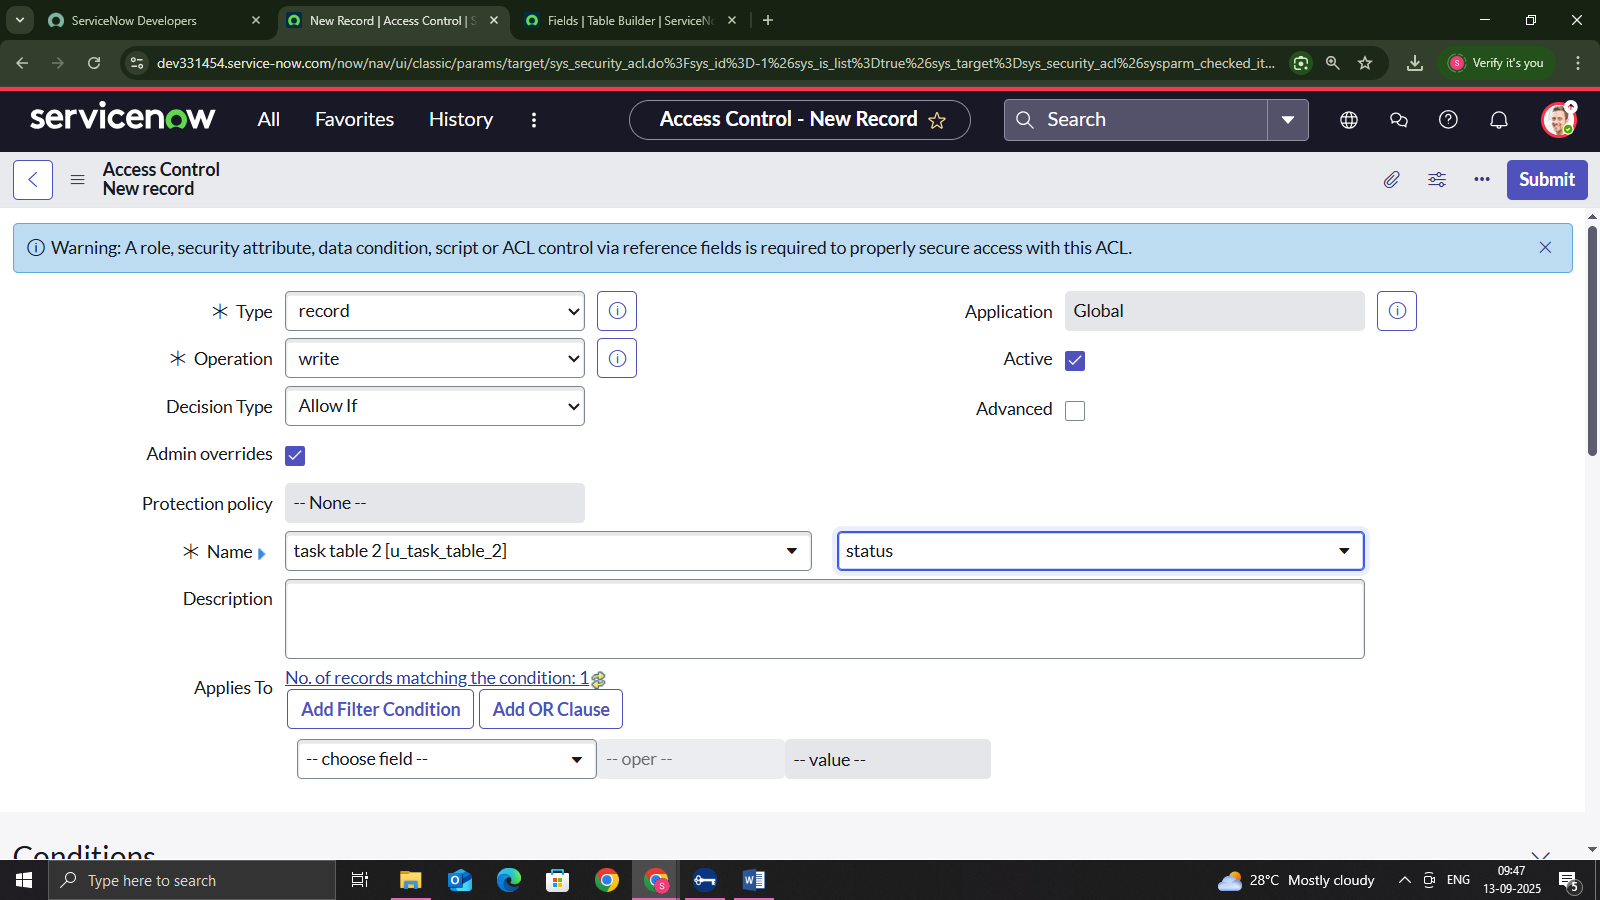 ServiceNow Developers
New Record | Access Control | S
Fields | Table Builder | ServiceNo
dev331454.service-now.com/now/nav/ui/classic/params/target/sys_security_acl.do%3Fsys_id%3D-1%26sys_is_list%3Dtrue%26sys_target%3Dsys_security_acl%26sysparm_checked_it...
S
Verify it's you
servicenow
All
Favorites
History
Access Control - New Record
Search
Access Control
New record
Submit
Warning: A role, security attribute, data condition, script or ACL control via reference fields is required to properly secure access with this ACL.
Type
record
Application
Global
Operation
write
Active
Decision Type
Allow If
Advanced
Admin overrides
Protection policy
-- None --
Name
task table 2 [u_task_table_2]
status
Description
Applies To
No. of records matching the condition: 1
Add Filter Condition
Add OR Clause
-- choose field --
-- oper --
-- value --
Conditions
Type here to search
28°C Mostly cloudy
ENG
09:47
13-09-2025
5